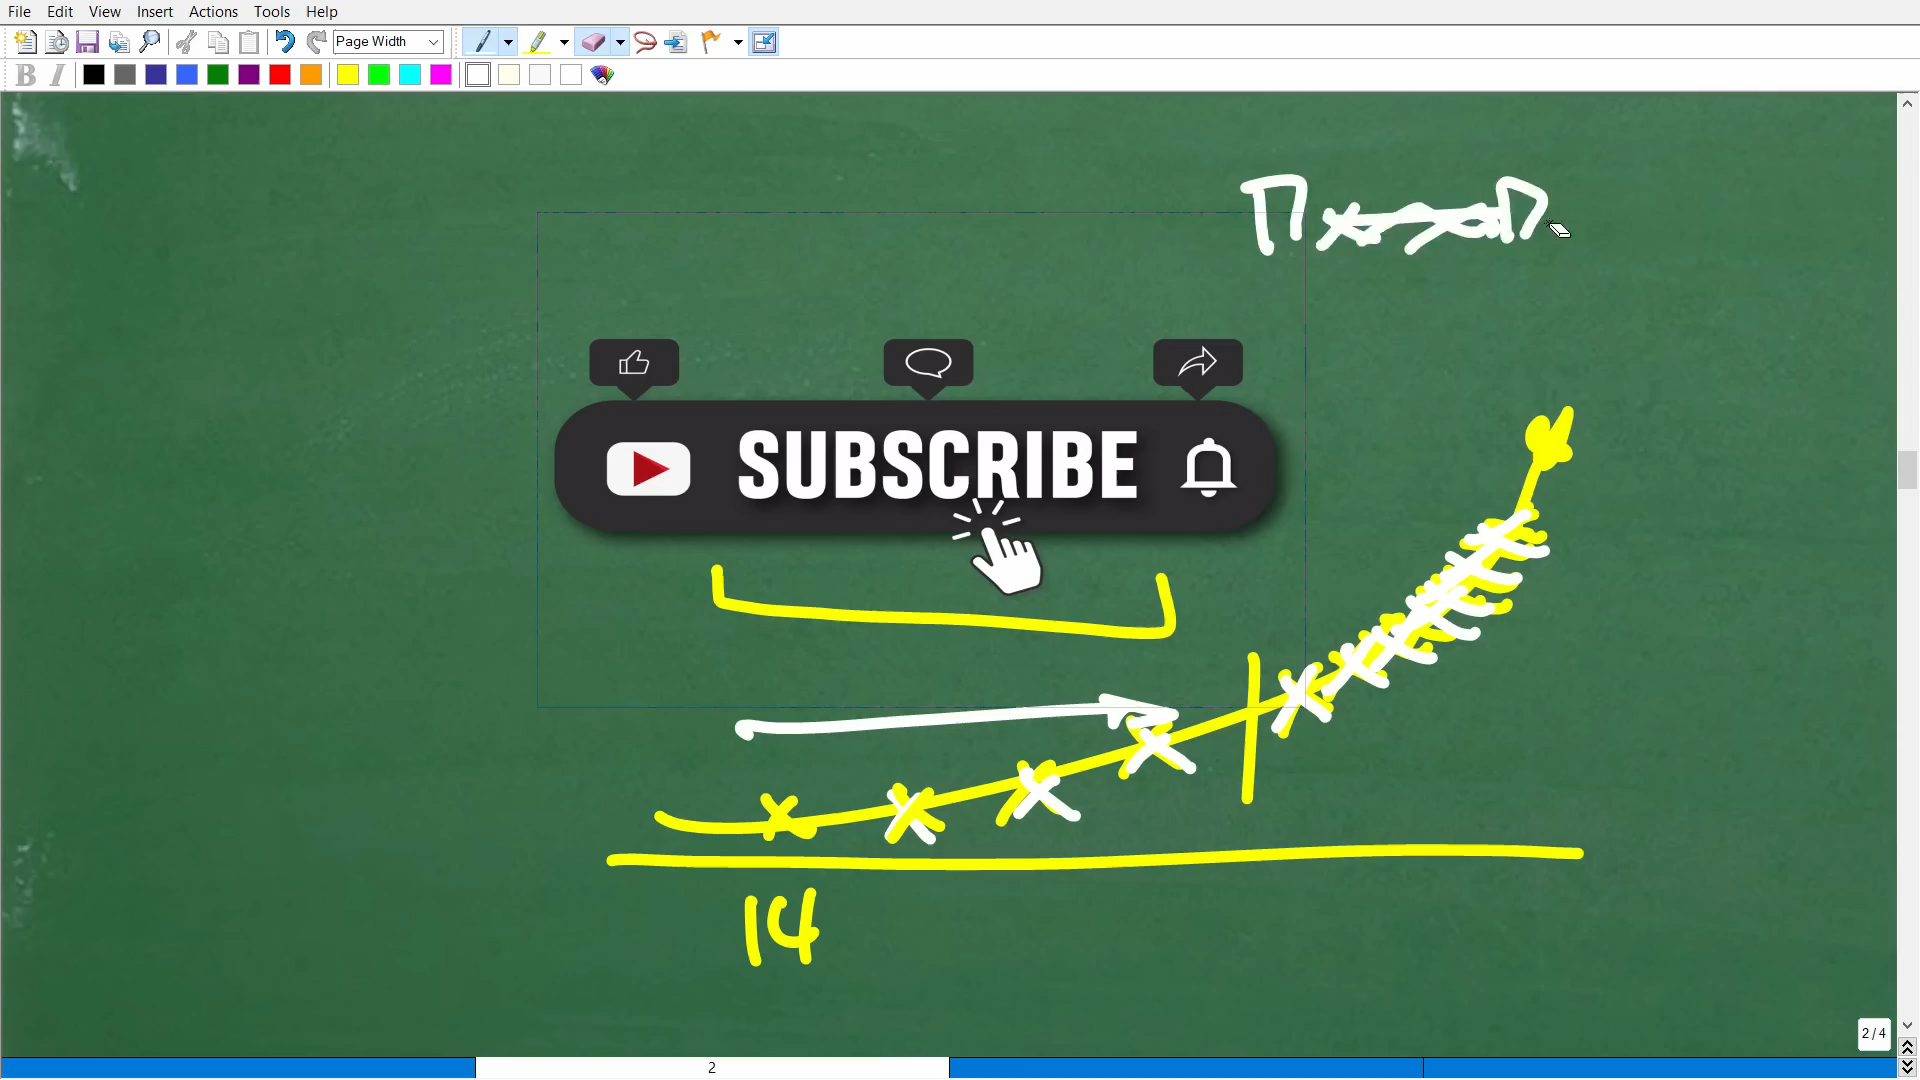 File Edit View Insert Actions Tools Help
Page Width
B I
SUBSCRIBE
14
2 / 4
2